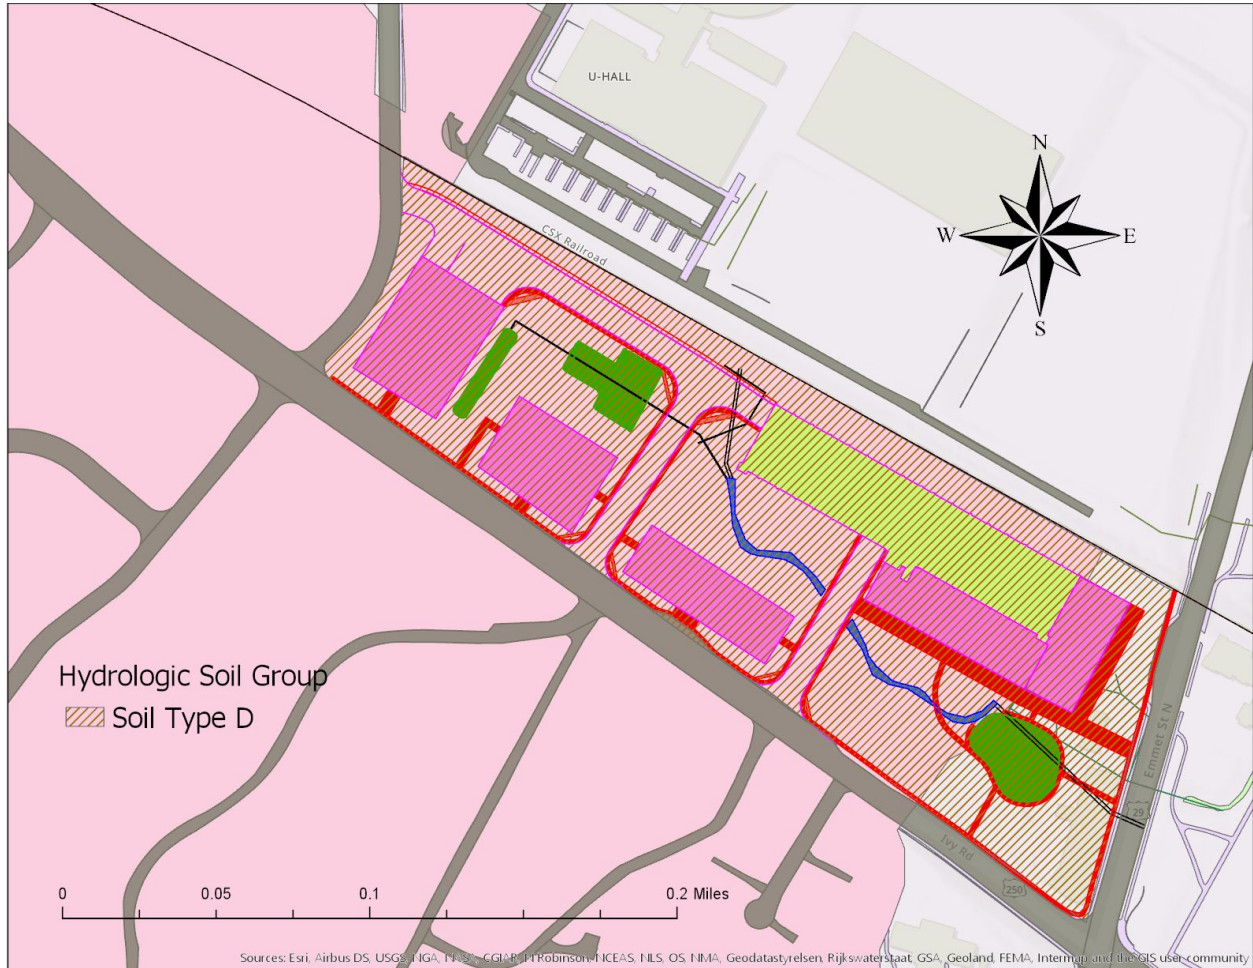 U-HALL
N
W
E
S
CSX Railroad
Hydrologic Soil Group
Soil Type D
Emmet St N
29
Ivy Rd
250
0 0.05 0.1 0.2 Miles
Sources: Esri, Airbus DS, USGS, NGA, NASA, CGIAR, N Robinson, NCEAS, NLS, OS, NMA, Geodatastyrelsen, Rijkswaterstaat, GSA, Geoland, FEMA, Intermap and the GIS user community